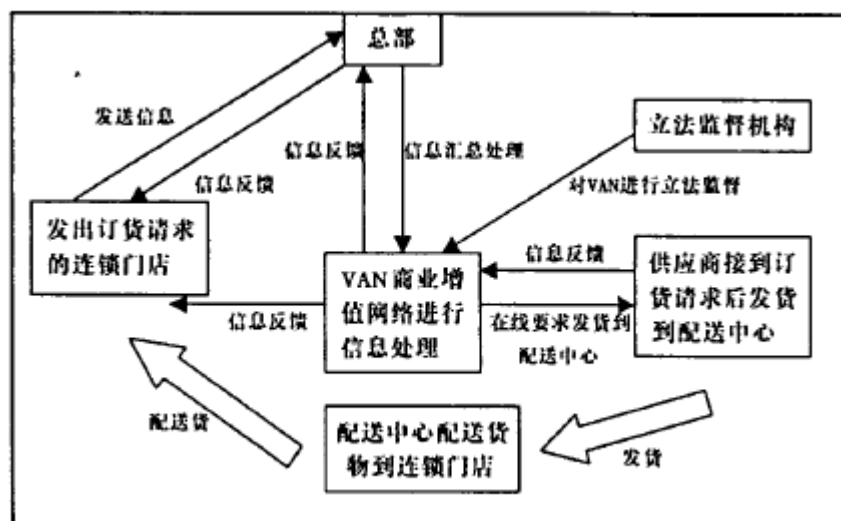 总部
发送信息
信息反馈
信息反馈
信息汇总处理
立法监督机构
对VAN进行立法监督
发出订货请求
的连锁门店
信息反馈
VAN商业增
值网络进行
信息处理
信息反馈
在线要求发货到
配送中心
供应商接到订
货请求后发货
到配送中心
配送货
配送中心配送货
物到连锁门店
发货